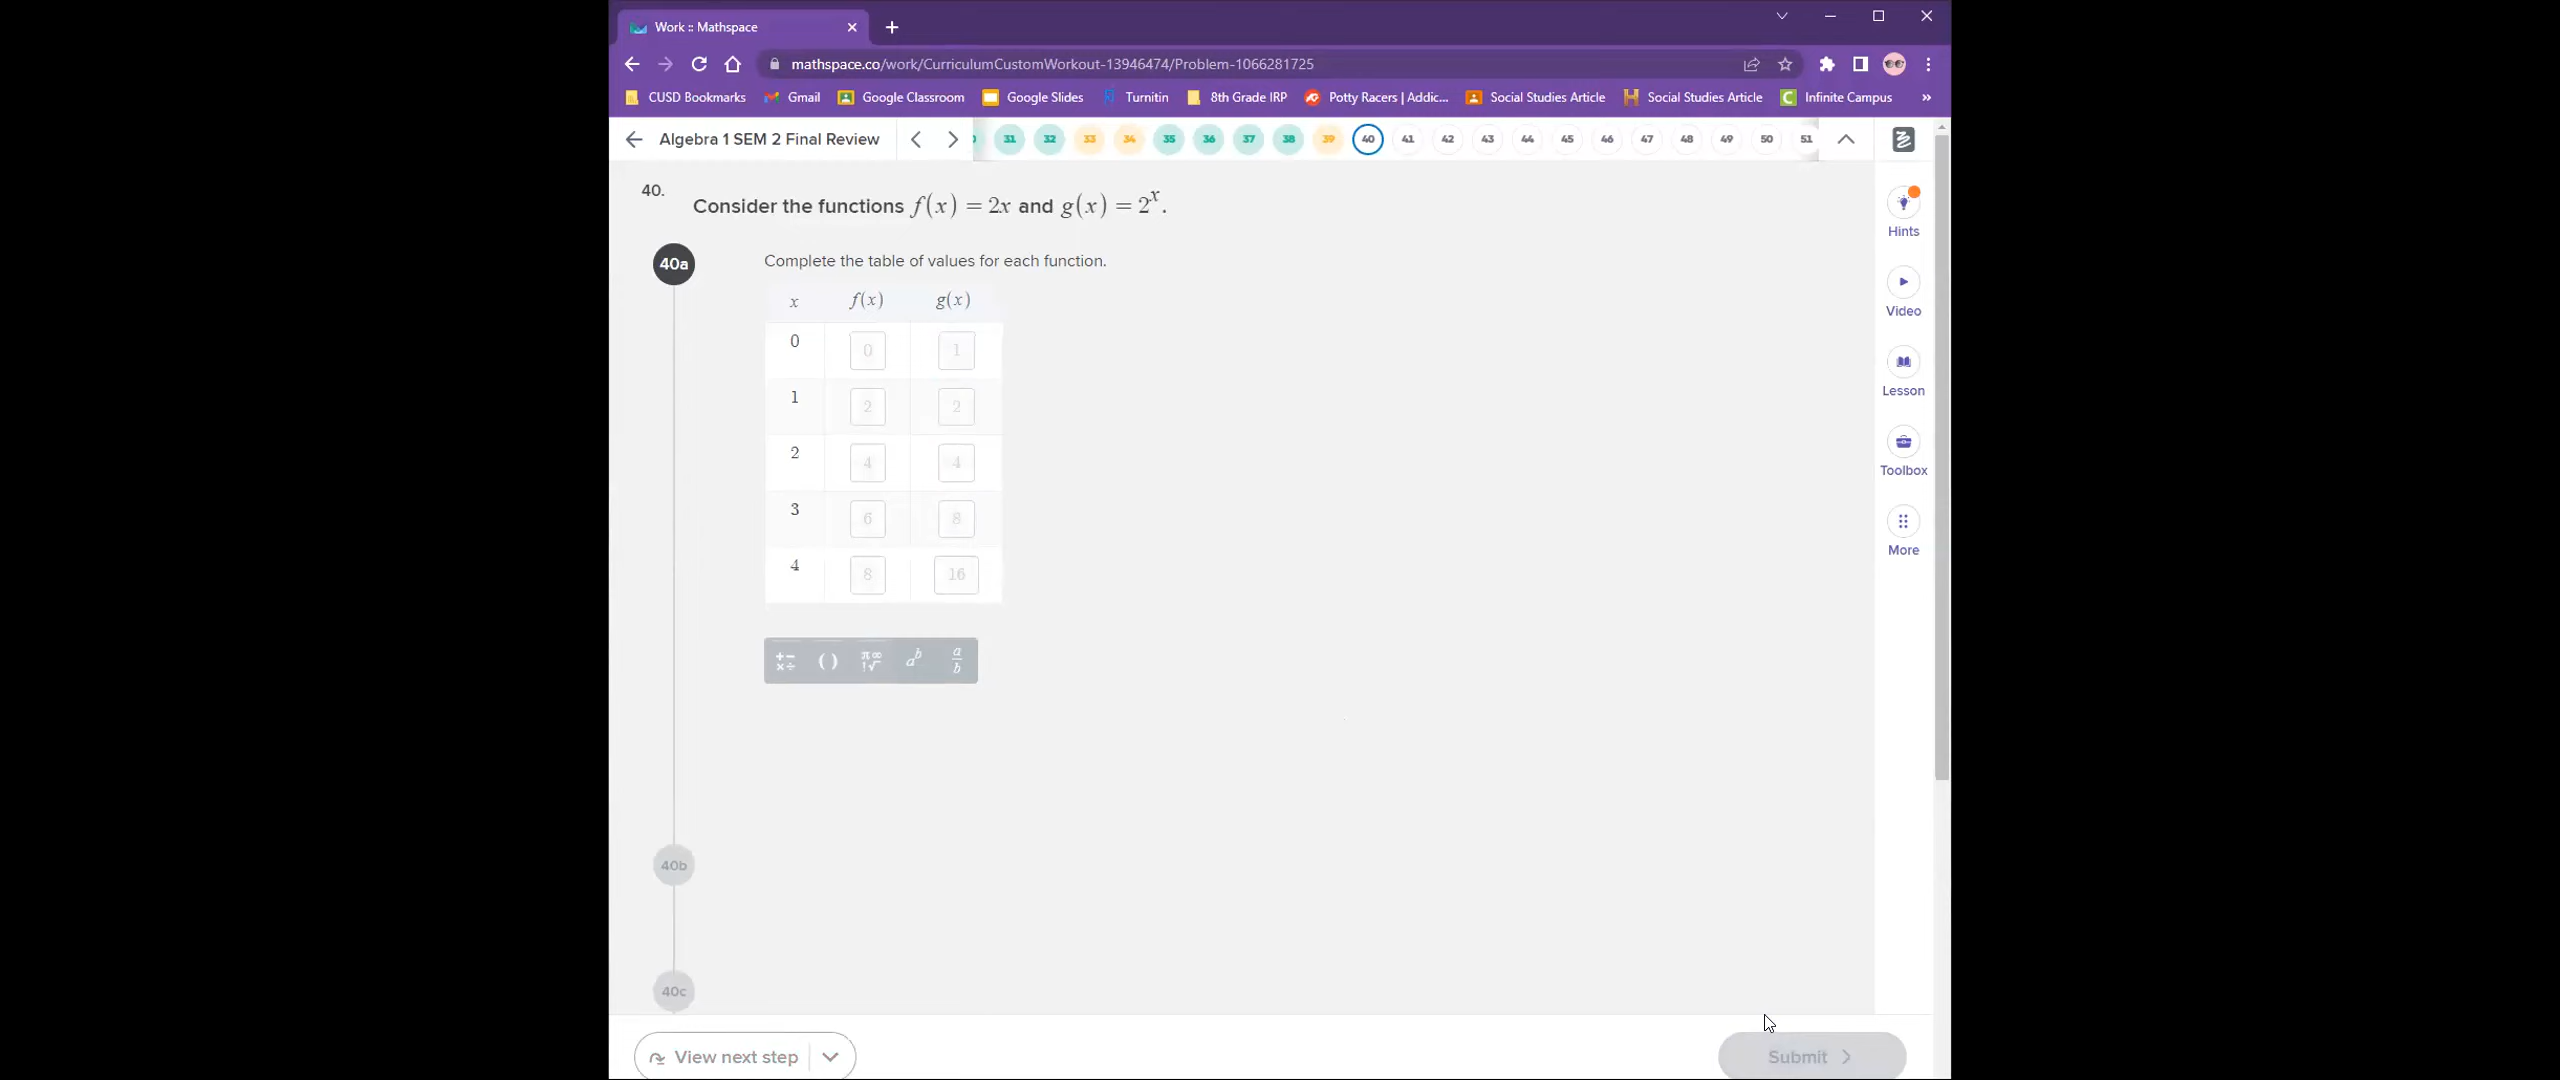 Work :: Mathspace
mathspace.co/work/CurriculumCustomWorkout-13946474/Problem-1066281725
CUSD Bookmarks Gmail Google Classroom Google Slides Turnitin 8th Grade IRP Potty Racers | Addic... Social Studies Article Social Studies Article Infinite Campus »
Algebra 1 SEM 2 Final Review 31 32 33 34 35 36 37 38 39 40 41 42 43 44 45 46 47 48 49 50 51
40.
Consider the functions f(x) = 2x and g(x) = 2^x.
40a
Complete the table of values for each function.
x f(x) g(x)
0 0 1
1 2 2
2 4 4
3 6 8
4 8 16
+− ×÷ ( ) π∞ !√ a^b a/b
40b
40c
Hints
Video
Lesson
Toolbox
More
View next step
Submit